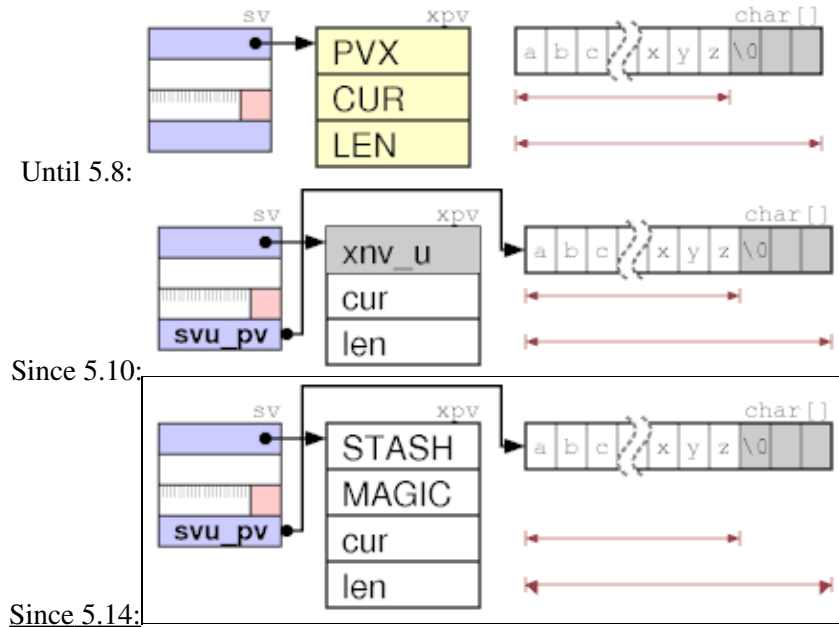 sv xpv char[]
PVX a b c x y z \0
CUR
LEN
Until 5.8:
sv xpv char[]
xnv_u a b c x y z \0
cur
svu_pv len
Since 5.10:
sv xpv char[]
STASH a b c x y z \0
MAGIC
svu_pv cur
len
Since 5.14: